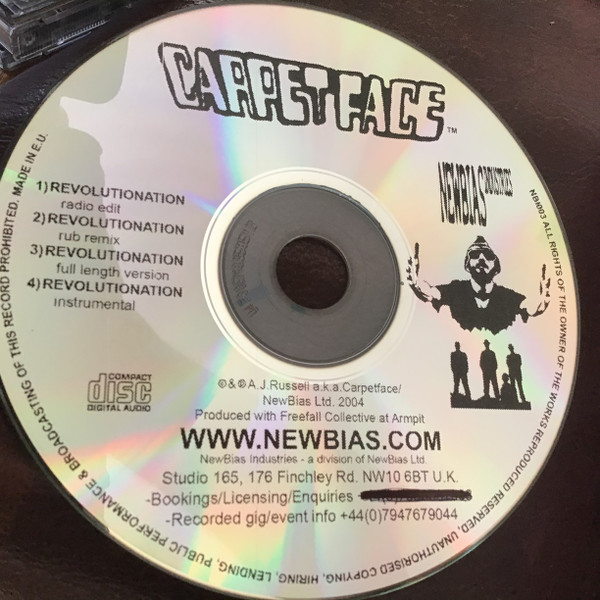 CARPETFACE™
NEWBIAS INDUSTRIES
1) REVOLUTIONATION
radio edit
2) REVOLUTIONATION
rub remix
3) REVOLUTIONATION
full length version
4) REVOLUTIONATION
instrumental
COMPACT
disc
DIGITAL AUDIO
℗&©A.J.Russell a.k.a.Carpetface/
NewBias Ltd. 2004
Produced with Freefall Collective at Armpit
WWW.NEWBIAS.COM
NewBias Industries - a division of NewBias Ltd.
Studio 165, 176 Finchley Rd. NW10 6BT U.K.
-Bookings/Licensing/Enquiries
-Recorded gig/event info +44(0)7947679044
NBI003 ALL RIGHTS OF THE OWNER OF THE WORKS REPRODUCED RESERVED, UNAUTHORISED COPYING, HIRING, LENDING, PUBLIC PERFORMANCE & BROADCASTING OF THIS RECORD PROHIBITED. MADE IN E.U.